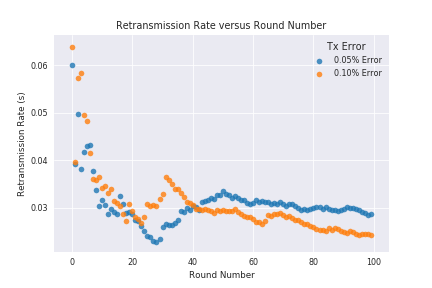 Retransmission Rate versus Round Number
Tx Error
0.05% Error
0.10% Error
0.06
0.05
0.04
0.03
Retransmission Rate (s)
0
20
40
60
80
100
Round Number